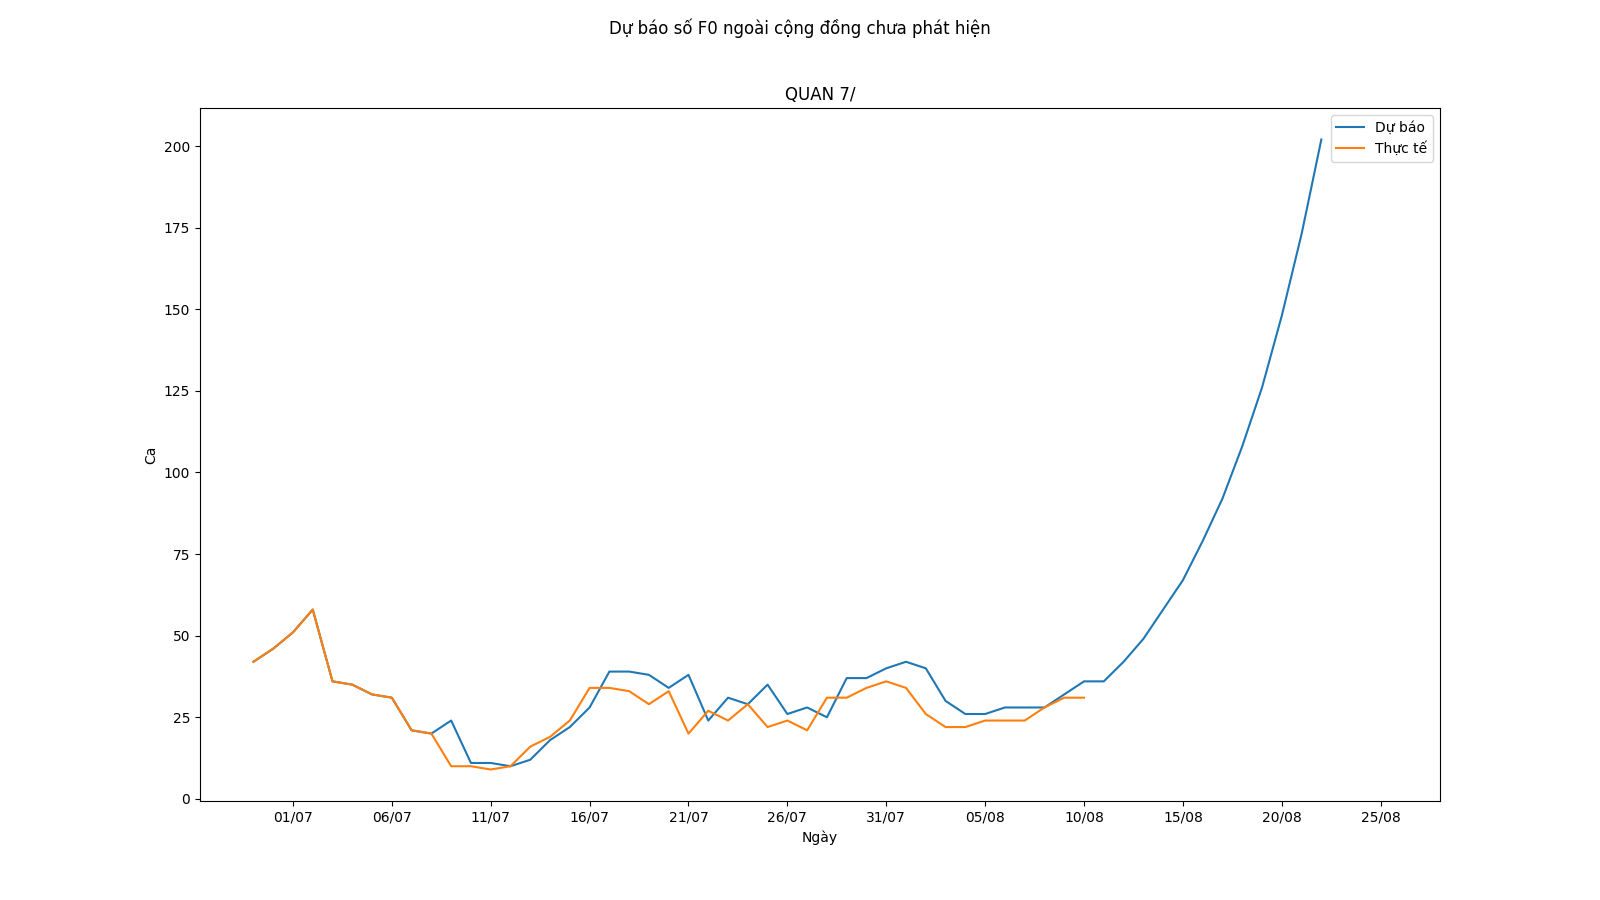 Dự báo số F0 ngoài cộng đồng chưa phát hiện
QUAN 7/
Dự báo
Thực tế
200
175
150
125
100
75
50
25
0
Ca
01/07 06/07 11/07 16/07 21/07 26/07 31/07 05/08 10/08 15/08 20/08 25/08
Ngày